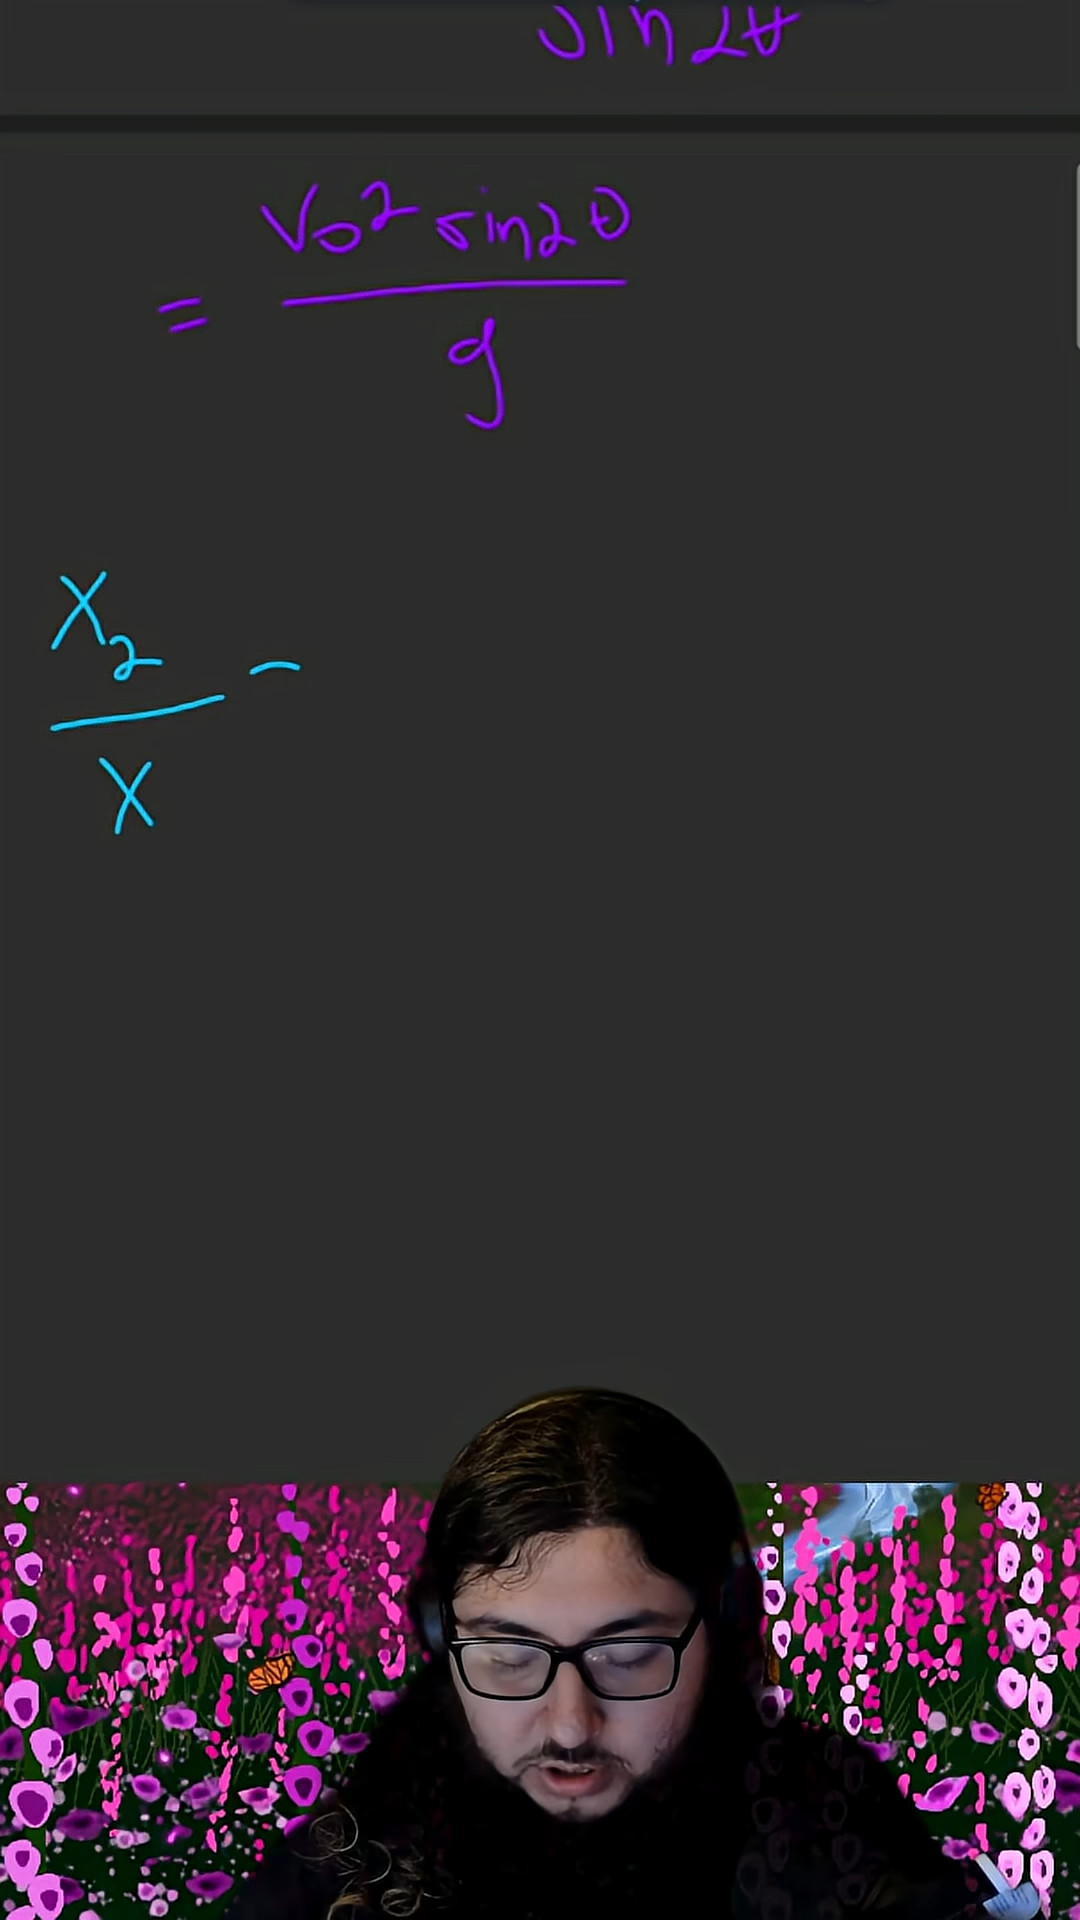 sin2θ
= v₀² sin2θ
g
X₂ -
X